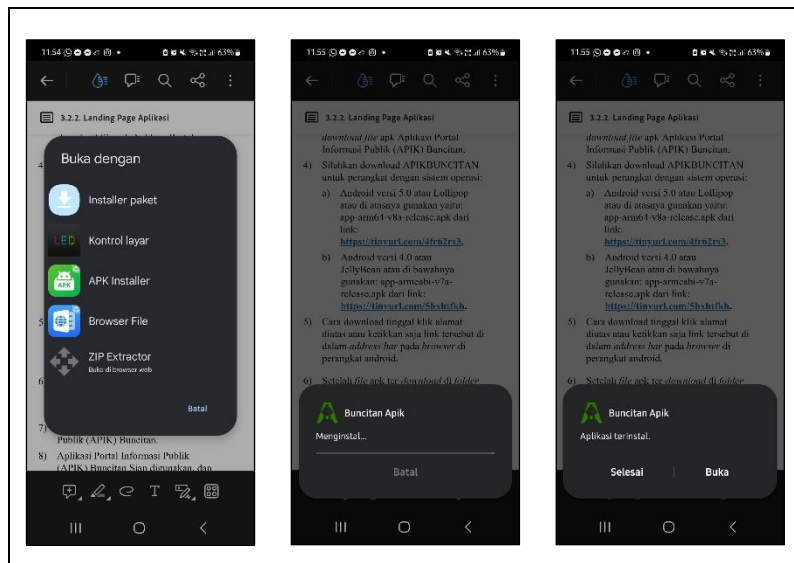 11.54
63%
3.2.2. Landing Page Aplikasi
4
Buka dengan
Installer paket
LED Kontrol layar
APK
APK Installer
5
Browser File
ZIP Extractor
Buka di browser web
6
Batal
7)
Publik (APIK) Buncitan.
8) Aplikasi Portal Informasi Publik
(APIK) Buncitan Siap digunakan, dan
T
11.55
63%
3.2.2. Landing Page Aplikasi
download file apk Aplikasi Portal
Informasi Publik (APIK) Buncitan.
4) Silahkan download APIKBUNCITAN
untuk perangkat dengan sistem operasi:
a) Android versi 5.0 atau Lollipop
atau di atasnya gunakan yaitu:
app-arm64-v8a-release.apk dari
link:
https://tinyurl.com/4fr62rs3.
b) Android versi 4.0 atau
JellyBean atau di bawahnya
gunakan: app-armeabi-v7a-
release.apk dari link:
https://tinyurl.com/5bxhtfkh.
5) Cara download tinggal klik alamat
diatas atau ketikkan saja link tersebut di
dalam address bar pada browser di
perangkat android.
6) Setelah file apk ter-download di folder
Buncitan Apik
Menginstal...
Batal
11.55
63%
3.2.2. Landing Page Aplikasi
download file apk Aplikasi Portal
Informasi Publik (APIK) Buncitan.
4) Silahkan download APIKBUNCITAN
untuk perangkat dengan sistem operasi:
a) Android versi 5.0 atau Lollipop
atau di atasnya gunakan yaitu:
app-arm64-v8a-release.apk dari
link:
https://tinyurl.com/4fr62rs3.
b) Android versi 4.0 atau
JellyBean atau di bawahnya
gunakan: app-armeabi-v7a-
release.apk dari link:
https://tinyurl.com/5bxhtfkh.
5) Cara download tinggal klik alamat
diatas atau ketikkan saja link tersebut di
dalam address bar pada browser di
perangkat android.
6) Setelah file apk ter-download di folder
Buncitan Apik
Aplikasi terinstal.
Selesai
Buka